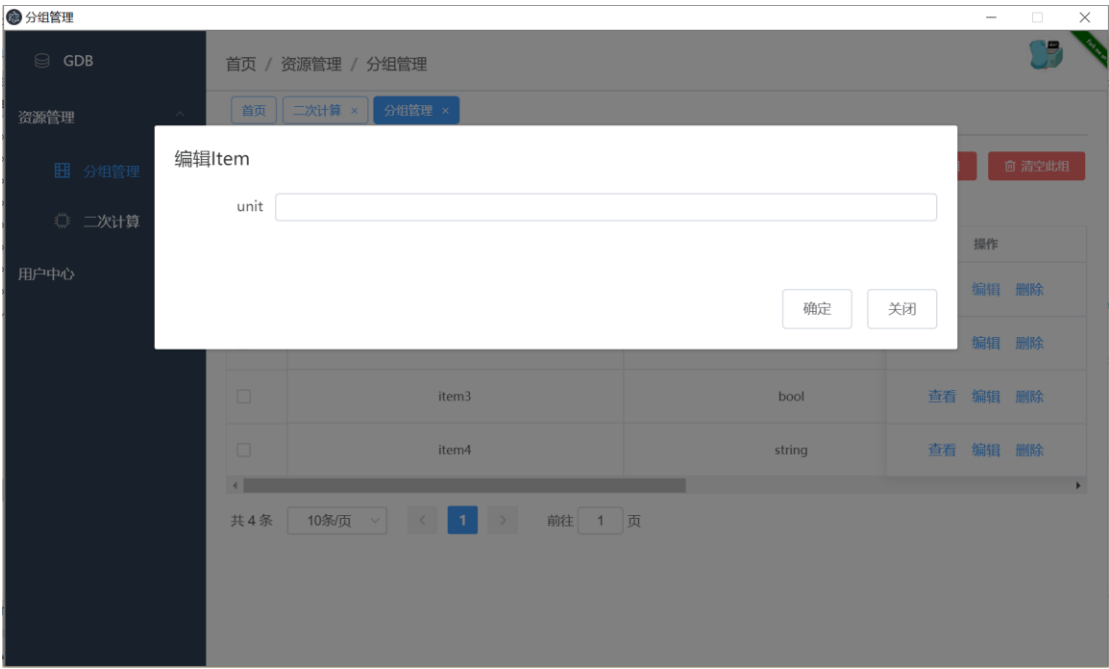 分组管理
GDB
首页 / 资源管理 / 分组管理
资源管理
首页 二次计算 × 分组管理 ×
编辑Item
清空此组
分组管理
unit
二次计算
操作
用户中心
编辑 删除
确定 关闭
编辑 删除
item3 bool 查看 编辑 删除
item4 string 查看 编辑 删除
共 4 条 10条/页 1 前往 1 页